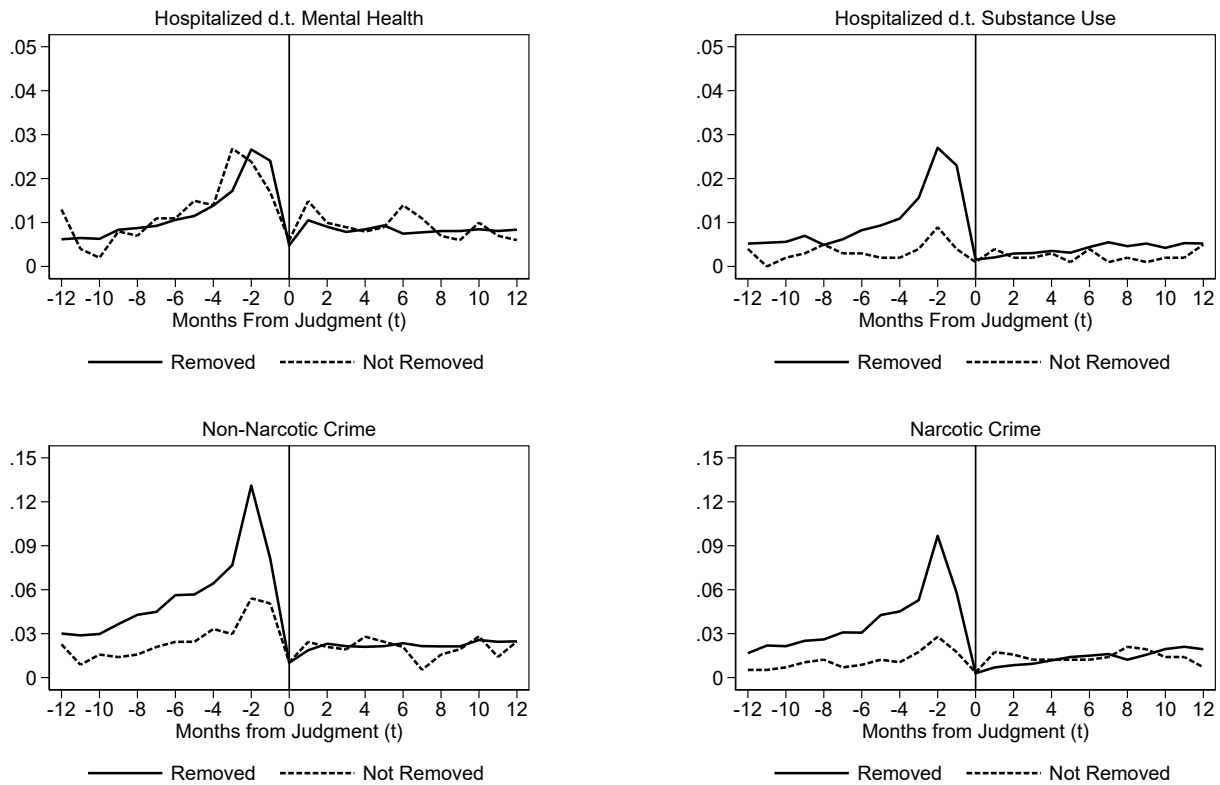 Hospitalized d.t. Mental Health
.05
.04
.03
.02
.01
0
-12 -10 -8 -6 -4 -2 0 2 4 6 8 10 12
Months From Judgment (t)
Removed Not Removed
Hospitalized d.t. Substance Use
.05
.04
.03
.02
.01
0
-12 -10 -8 -6 -4 -2 0 2 4 6 8 10 12
Months From Judgment (t)
Removed Not Removed
Non-Narcotic Crime
.15
.12
.09
.06
.03
0
-12 -10 -8 -6 -4 -2 0 2 4 6 8 10 12
Months from Judgment (t)
Removed Not Removed
Narcotic Crime
.15
.12
.09
.06
.03
0
-12 -10 -8 -6 -4 -2 0 2 4 6 8 10 12
Months from Judgment (t)
Removed Not Removed